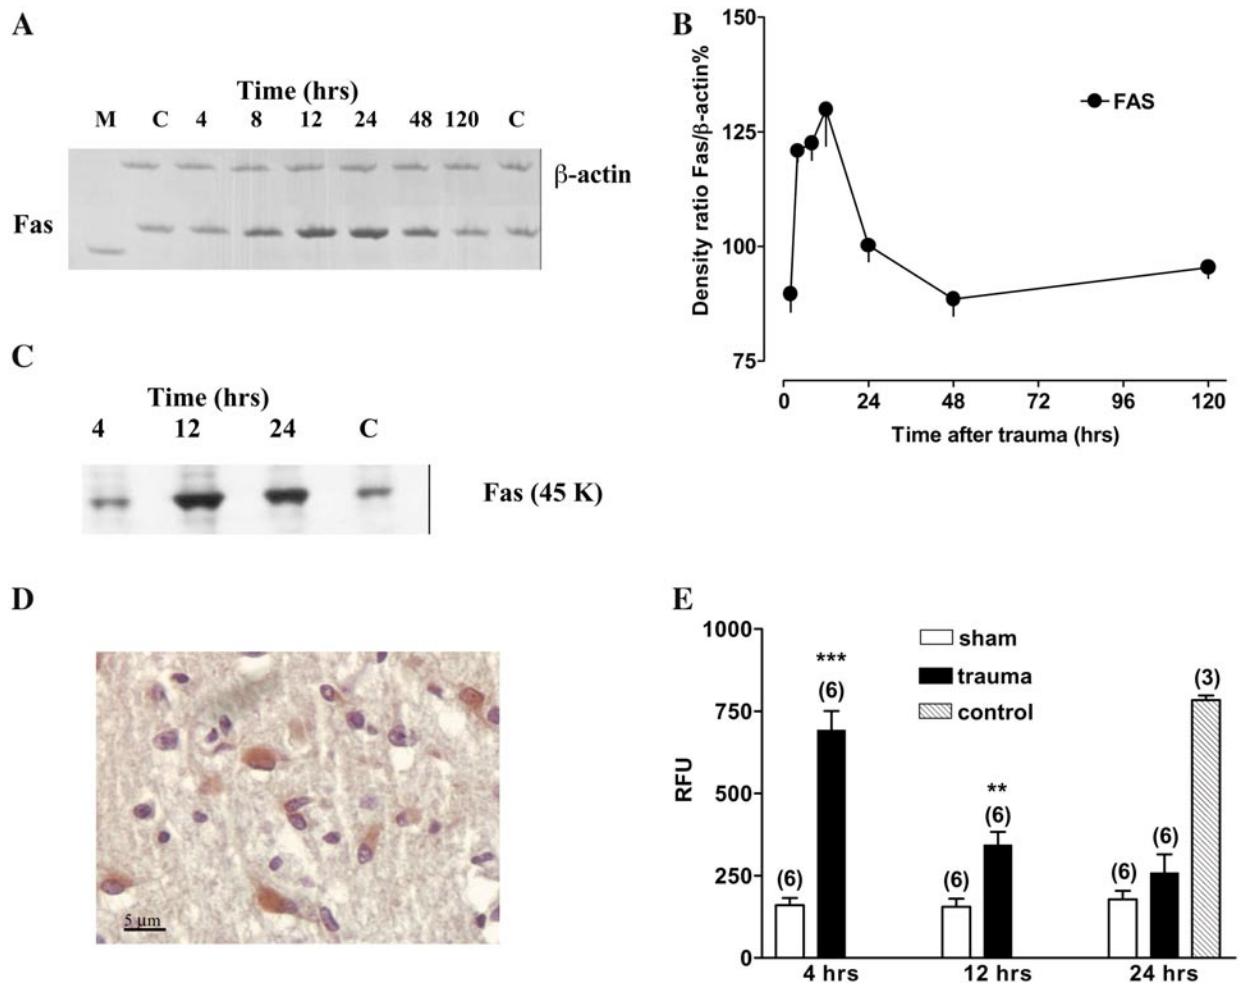 A
Time (hrs)
M C 4 8 12 24 48 120 C
β-actin
Fas
B
150
125
100
75
Density ratio Fas/β-actin%
FAS
0 24 48 72 96 120
Time after trauma (hrs)
C
Time (hrs)
4 12 24 C
Fas (45 K)
D
5 µm
E
1000
750
500
250
0
RFU
sham
trauma
control
***
(6)
(6)
**
(6)
(6)
(6)
(6)
(3)
4 hrs 12 hrs 24 hrs